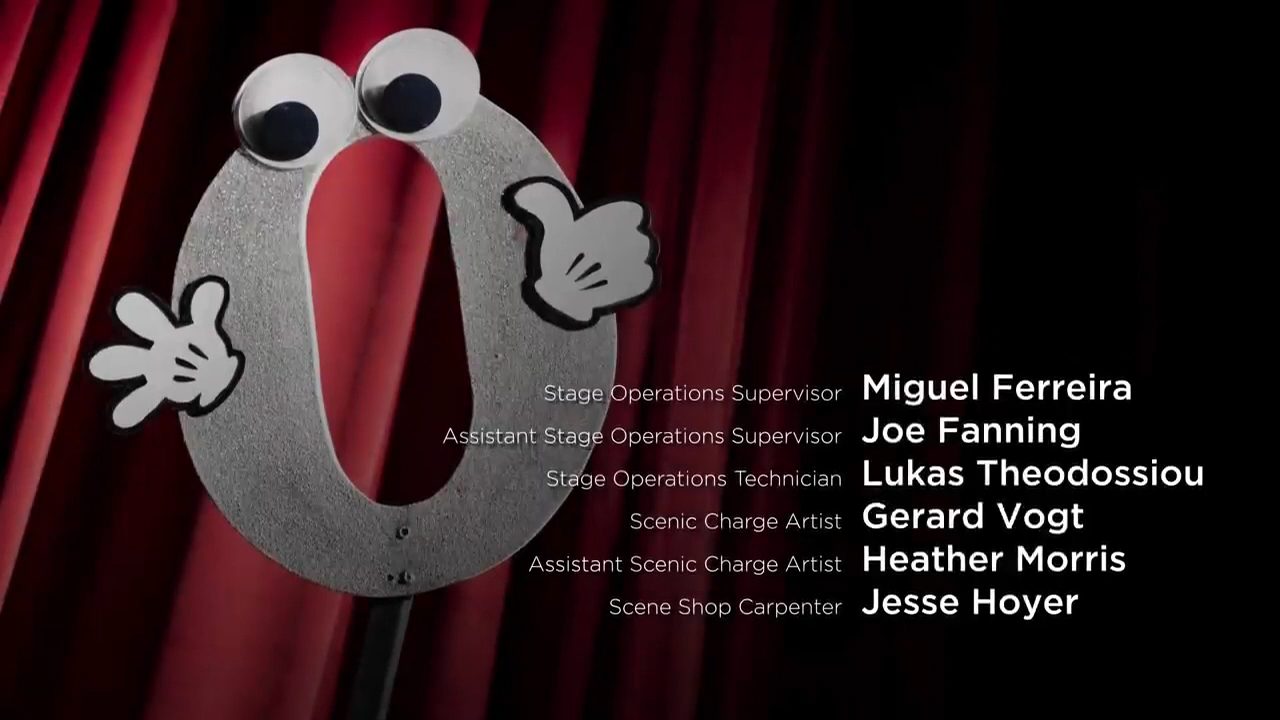 Stage Operations Supervisor Miguel Ferreira
Assistant Stage Operations Supervisor Joe Fanning
Stage Operations Technician Lukas Theodossiou
Scenic Charge Artist Gerard Vogt
Assistant Scenic Charge Artist Heather Morris
Scene Shop Carpenter Jesse Hoyer